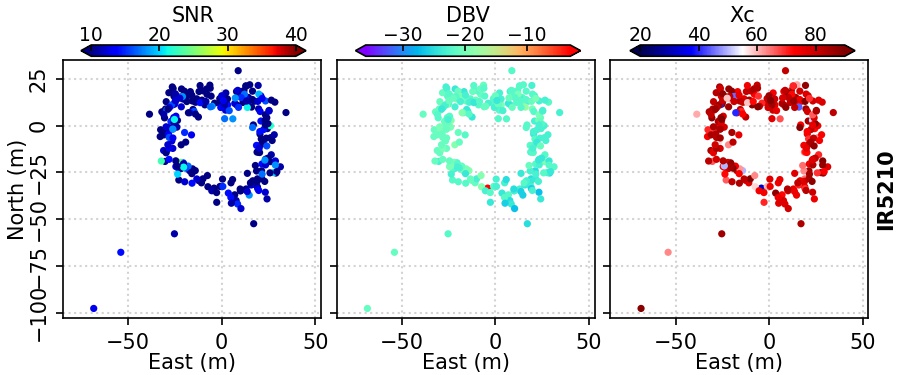 SNR DBV Xc
10 20 30 40 −30 −20 −10 20 40 60 80
25
0
−25
−50
−75
−100
North (m)
IR5210
−50 0 50 −50 0 50 −50 0 50
East (m) East (m) East (m)